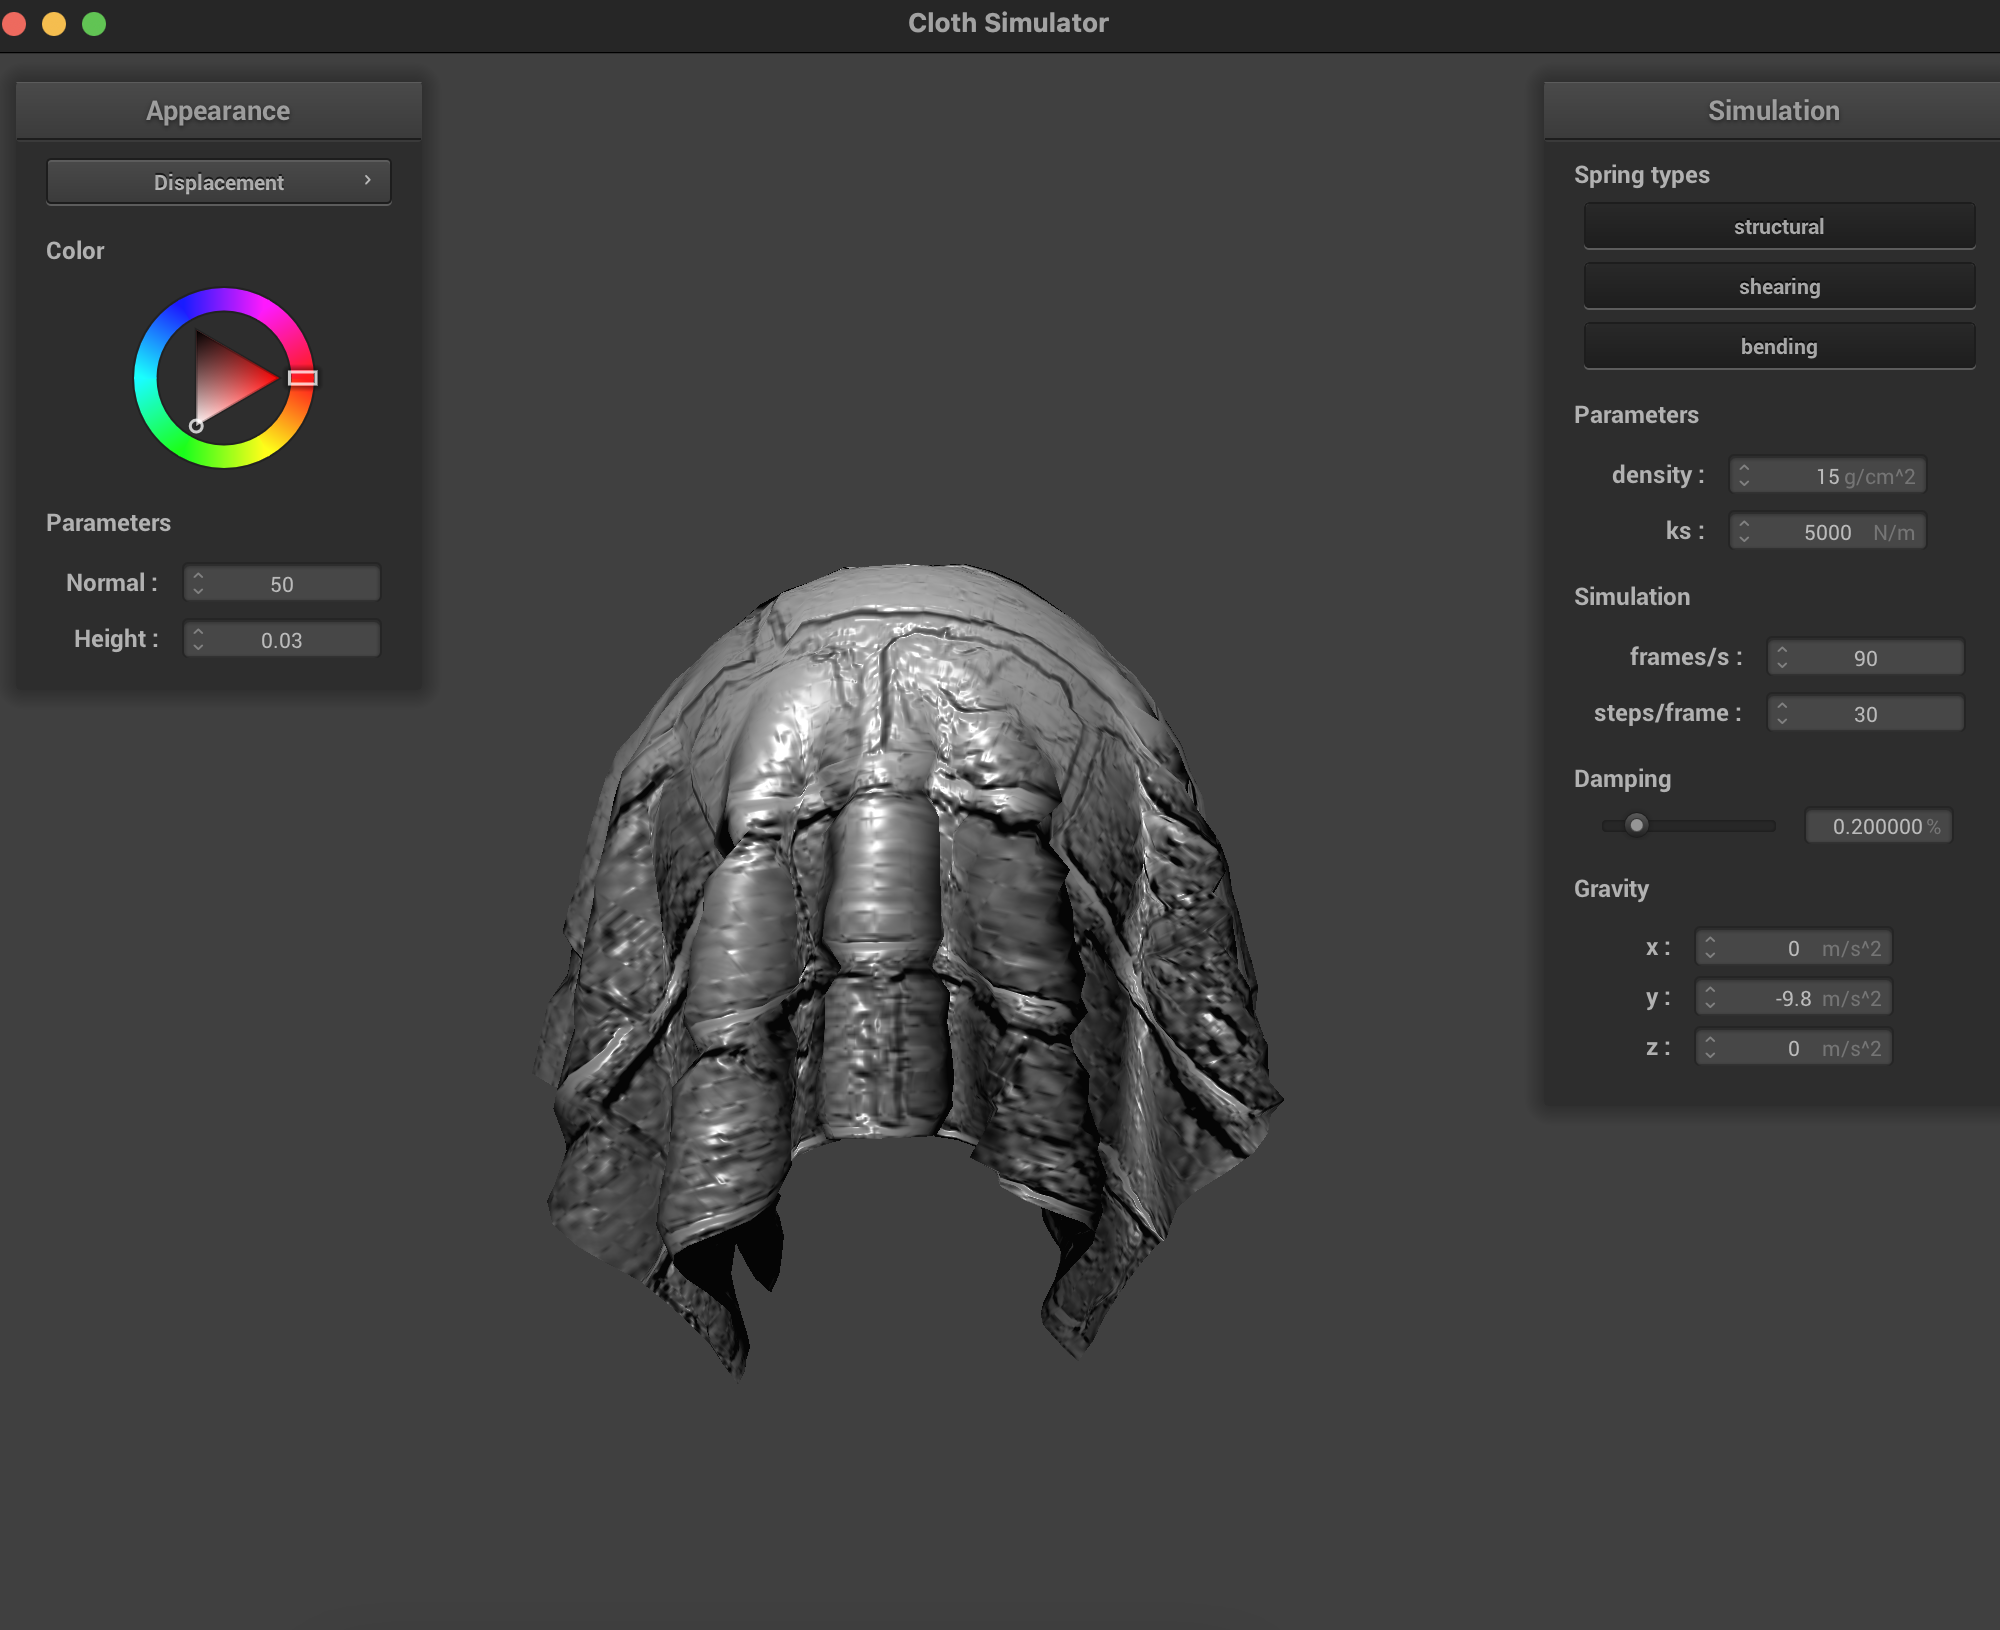 Cloth Simulator
Appearance
Displacement
Color
Parameters
Normal : 50
Height : 0.03
Simulation
Spring types
structural
shearing
bending
Parameters
density : 15 g/cm^2
ks : 5000 N/m
Simulation
frames/s : 90
steps/frame : 30
Damping
0.200000 %
Gravity
x : 0 m/s^2
y : -9.8 m/s^2
z : 0 m/s^2